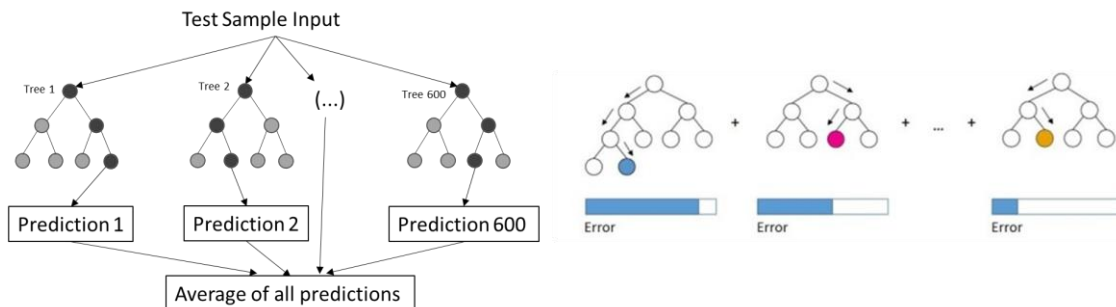 Test Sample Input
Tree 1
Tree 2
(...)
Tree 600
Prediction 1
Prediction 2
Prediction 600
Average of all predictions
+ + ... +
Error
Error
Error